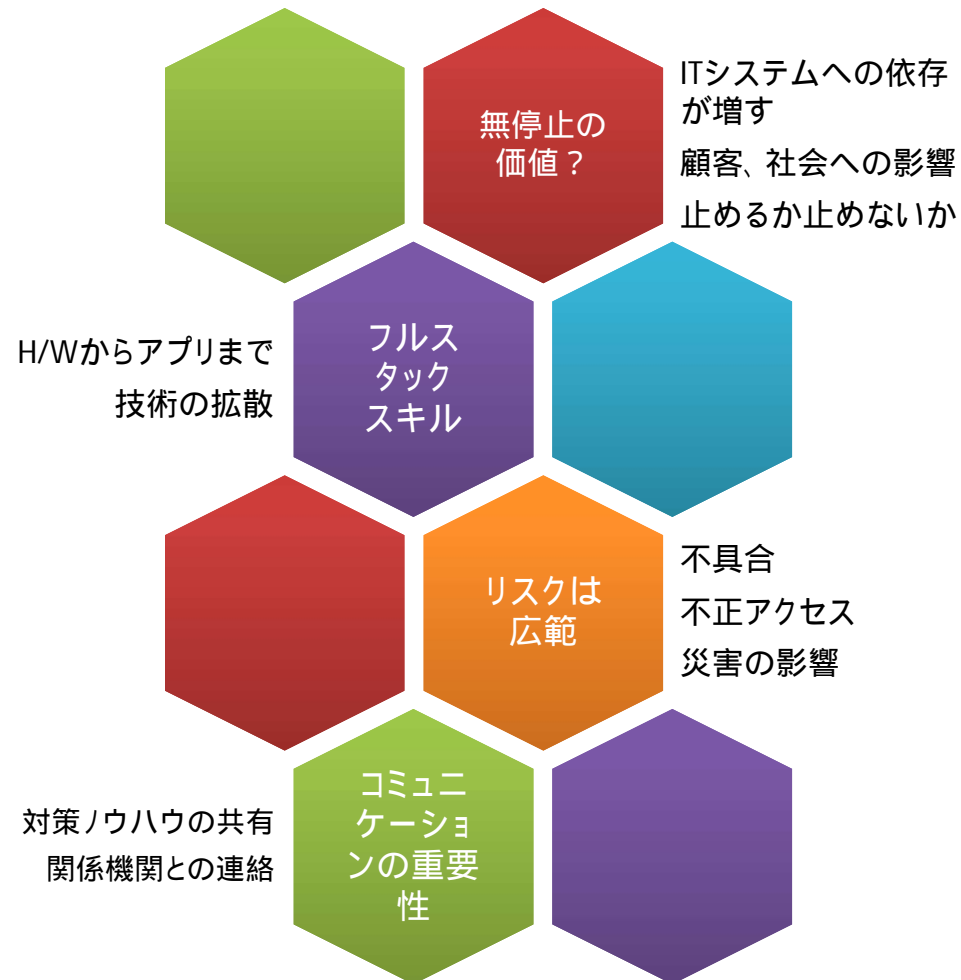 無停止の
価値？
ITシステムへの依存
が増す
顧客、社会への影響
止めるか止めないか
H/Wからアプリまで
技術の拡散
フルス
タック
スキル
リスクは
広範
不具合
不正アクセス
災害の影響
対策ノウハウの共有
関係機関との連絡
コミュニ
ケーショ
ンの重要
性